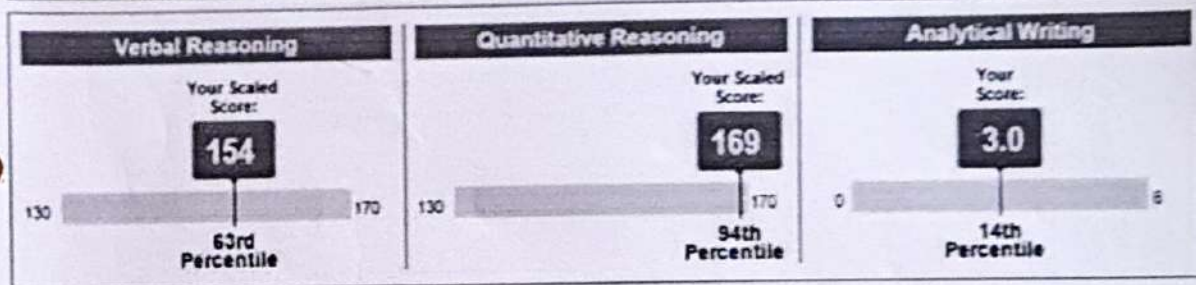 Verbal Reasoning
Your Scaled
Score:
154
130
170
63rd
Percentile
Quantitative Reasoning
Your Scaled
Score:
169
130
170
94th
Percentile
Analytical Writing
Your
Score:
3.0
0
6
14th
Percentile